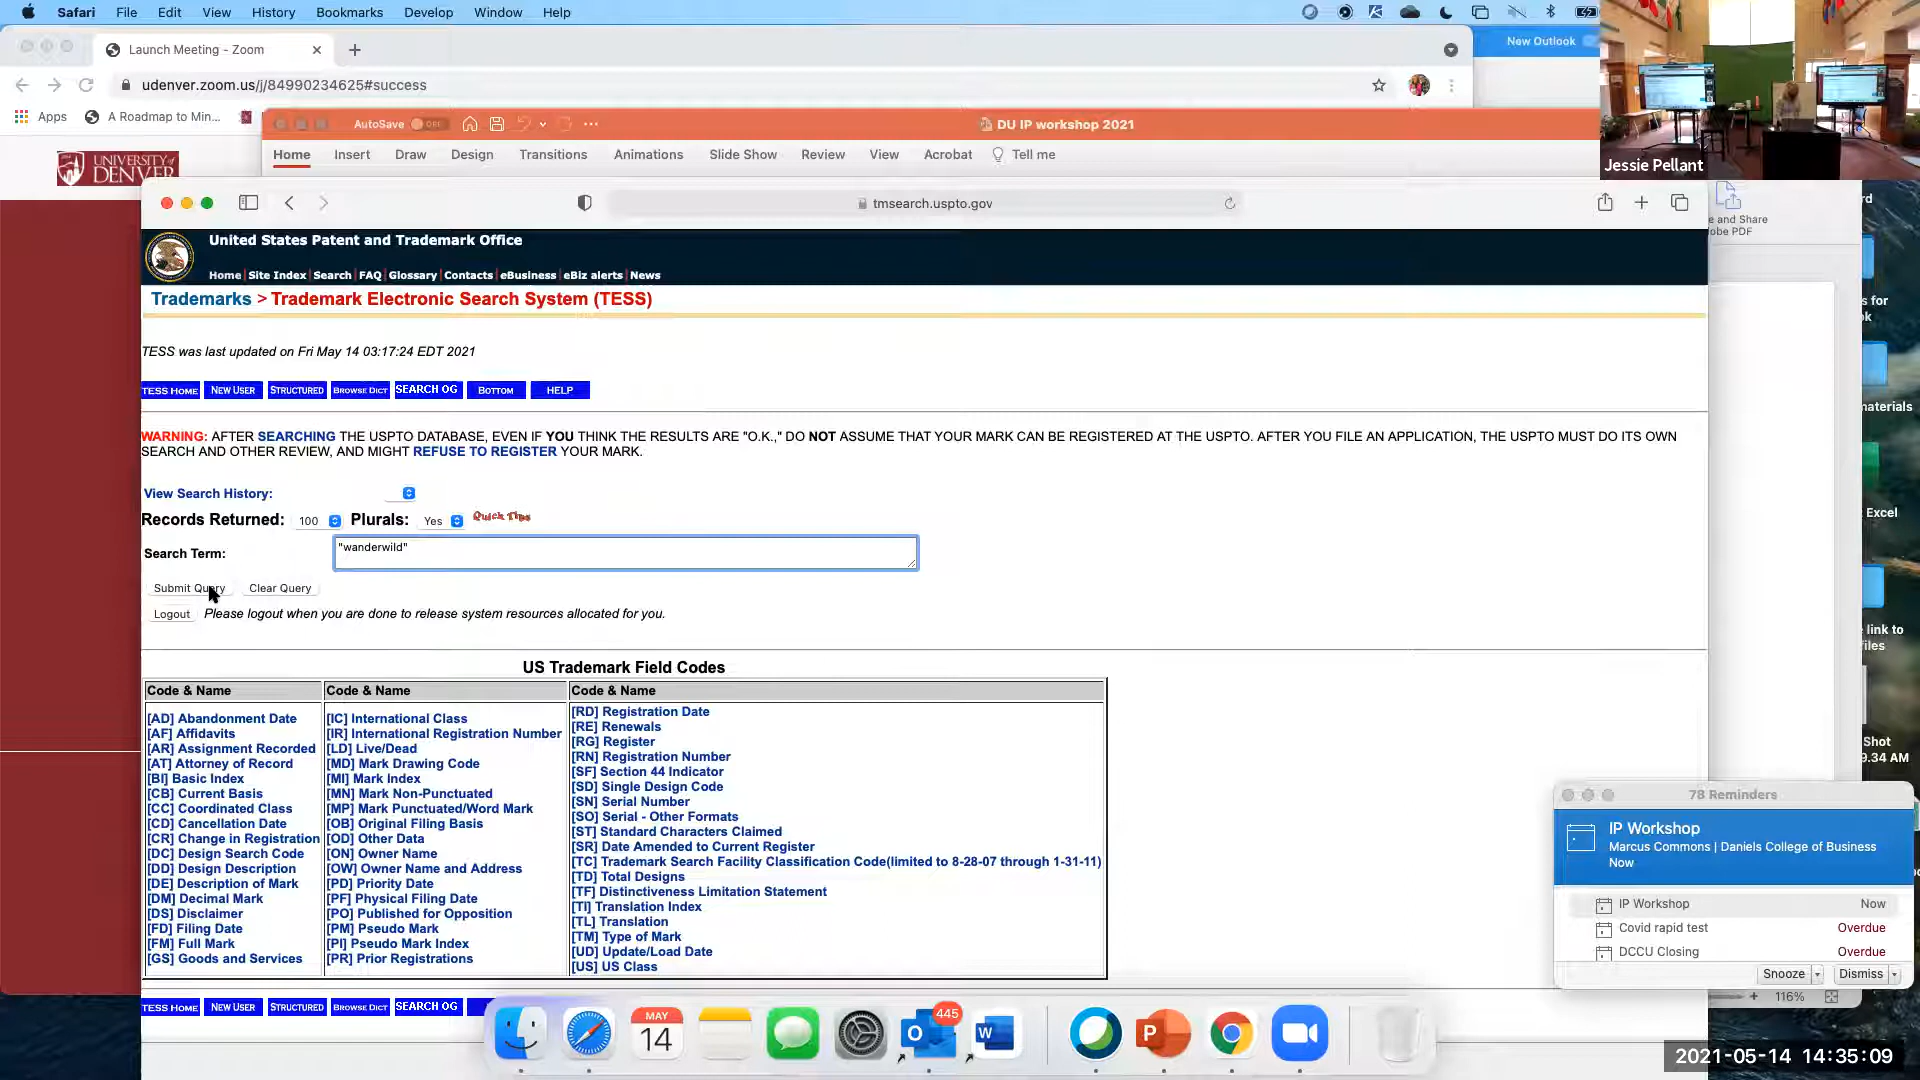 Safari File Edit View History Bookmarks Develop Window Help
Launch Meeting - Zoom
New Outlook
udenver.zoom.us/j/84990234625#success
Apps A Roadmap to Min...
AutoSave OFF
DU IP workshop 2021
Home Insert Draw Design Transitions Animations Slide Show Review View Acrobat Tell me
Jessie Pellant
UNIVERSITY of
DENVER
tmsearch.uspto.gov
e and Share
obe PDF
rd
United States Patent and Trademark Office
Home | Site Index | Search | FAQ | Glossary | Contacts | eBusiness | eBiz alerts | News
Trademarks > Trademark Electronic Search System (TESS)
s for
ok
TESS was last updated on Fri May 14 03:17:24 EDT 2021
TESS HOME NEW USER STRUCTURED BROWSE DICT SEARCH OG BOTTOM HELP
materials
WARNING: AFTER SEARCHING THE USPTO DATABASE, EVEN IF YOU THINK THE RESULTS ARE "O.K.," DO NOT ASSUME THAT YOUR MARK CAN BE REGISTERED AT THE USPTO. AFTER YOU FILE AN APPLICATION, THE USPTO MUST DO ITS OWN
SEARCH AND OTHER REVIEW, AND MIGHT REFUSE TO REGISTER YOUR MARK.
View Search History:
Records Returned: 100 Plurals: Yes Quick Tips
Excel
Search Term: "wanderwild"
Submit Query Clear Query
Logout Please logout when you are done to release system resources allocated for you.
link to
files
US Trademark Field Codes
Code & Name Code & Name Code & Name
[AD] Abandonment Date
[AF] Affidavits
[AR] Assignment Recorded
[AT] Attorney of Record
[BI] Basic Index
[CB] Current Basis
[CC] Coordinated Class
[CD] Cancellation Date
[CR] Change in Registration
[DC] Design Search Code
[DD] Design Description
[DE] Description of Mark
[DM] Decimal Mark
[DS] Disclaimer
[FD] Filing Date
[FM] Full Mark
[GS] Goods and Services
[IC] International Class
[IR] International Registration Number
[LD] Live/Dead
[MD] Mark Drawing Code
[MI] Mark Index
[MN] Mark Non-Punctuated
[MP] Mark Punctuated/Word Mark
[OB] Original Filing Basis
[OD] Other Data
[ON] Owner Name
[OW] Owner Name and Address
[PD] Priority Date
[PF] Physical Filing Date
[PO] Published for Opposition
[PM] Pseudo Mark
[PI] Pseudo Mark Index
[PR] Prior Registrations
[RD] Registration Date
[RE] Renewals
[RG] Register
[RN] Registration Number
[SF] Section 44 Indicator
[SD] Single Design Code
[SN] Serial Number
[SO] Serial - Other Formats
[ST] Standard Characters Claimed
[SR] Date Amended to Current Register
[TC] Trademark Search Facility Classification Code(limited to 8-28-07 through 1-31-11)
[TD] Total Designs
[TF] Distinctiveness Limitation Statement
[TI] Translation Index
[TL] Translation
[TM] Type of Mark
[UD] Update/Load Date
[US] US Class
Shot
9.34 AM
78 Reminders
IP Workshop
Marcus Commons | Daniels College of Business
Now
IP Workshop Now
Covid rapid test Overdue
DCCU Closing Overdue
Snooze Dismiss
116%
TESS HOME NEW USER STRUCTURED BROWSE DICT SEARCH OG
MAY
14
445
2021-05-14 14:35:09